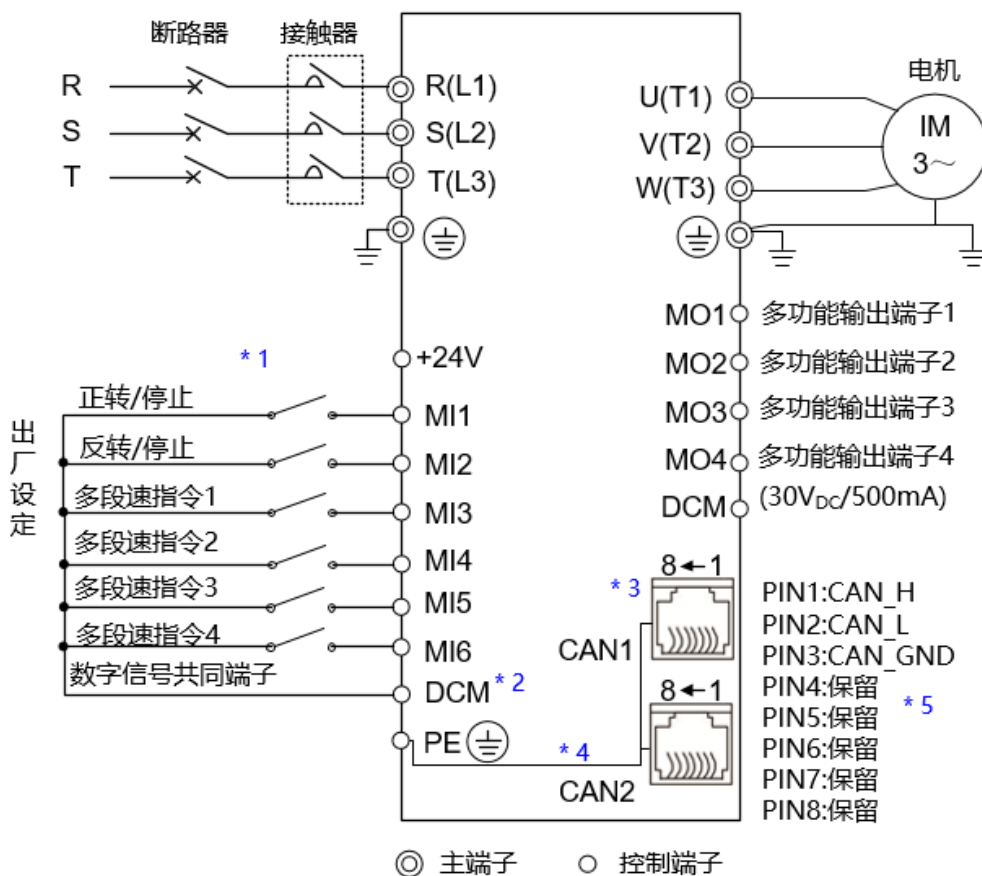 断路器 接触器
R R(L1)
S S(L2)
T T(L3)
电机
U(T1)
V(T2)
W(T3)
IM
3～
+24V
* 1
出厂设定
正转/停止 MI1
反转/停止 MI2
多段速指令1 MI3
多段速指令2 MI4
多段速指令3 MI5
多段速指令4 MI6
数字信号共同端子 DCM * 2
PE
* 4
MO1 多功能输出端子1
MO2 多功能输出端子2
MO3 多功能输出端子3
MO4 多功能输出端子4
DCM (30VDC/500mA)
8←1
* 3
CAN1
8←1
CAN2
PIN1:CAN_H
PIN2:CAN_L
PIN3:CAN_GND
PIN4:保留
PIN5:保留 * 5
PIN6:保留
PIN7:保留
PIN8:保留
主端子 控制端子